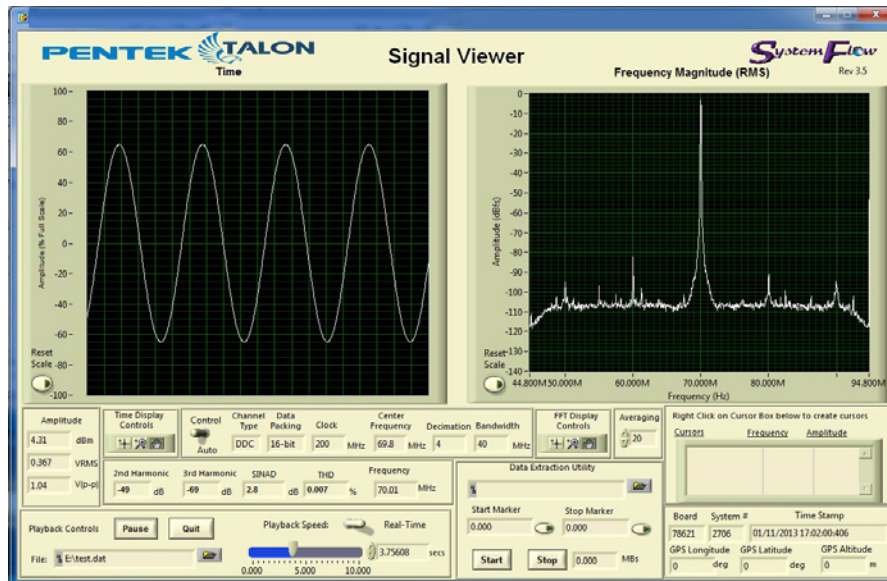 PENTEK TALON
Signal Viewer
SystemFlow
Rev 3.5
Time
Frequency Magnitude (RMS)
Amplitude (% Full Scale)
100
80
60
40
20
0
-20
-40
-60
-80
-100
Reset
Scale
Amplitude (dBfs)
0
-10
-20
-30
-40
-50
-60
-70
-80
-90
-100
-110
-120
-130
-140
Reset
Scale
44.800M 50.000M 60.000M 70.000M 80.000M 94.800M
Frequency (Hz)
Amplitude
4.31 dBm
0.367 VRMS
1.04 V(p-p)
Time Display
Controls
Control
Auto
Channel
Type
DDC
Data
Packing
16-bit
Clock
200 MHz
Center
Frequency
69.8 MHz
Decimation
4
Bandwidth
40 MHz
FFT Display
Controls
Averaging
20
Right Click on Cursor Box below to create cursors
Cursors Frequency Amplitude
2nd Harmonic
-49 dB
3rd Harmonic
-69 dB
SINAD
2.8 dB
THD
0.007 %
Frequency
70.01 MHz
Data Extraction Utility
Start Marker
0.000
Stop Marker
0.000
Start Stop 0.000 MBs
Playback Controls Pause Quit
Playback Speed: Real-Time
0.000 5.000 10.000
3.75608 secs
File: E:\test.dat
Board System # Time Stamp
78621 2706 01/11/2013 17:02:00:406
GPS Longitude GPS Latitude GPS Altitude
0 deg 0 deg 0 m